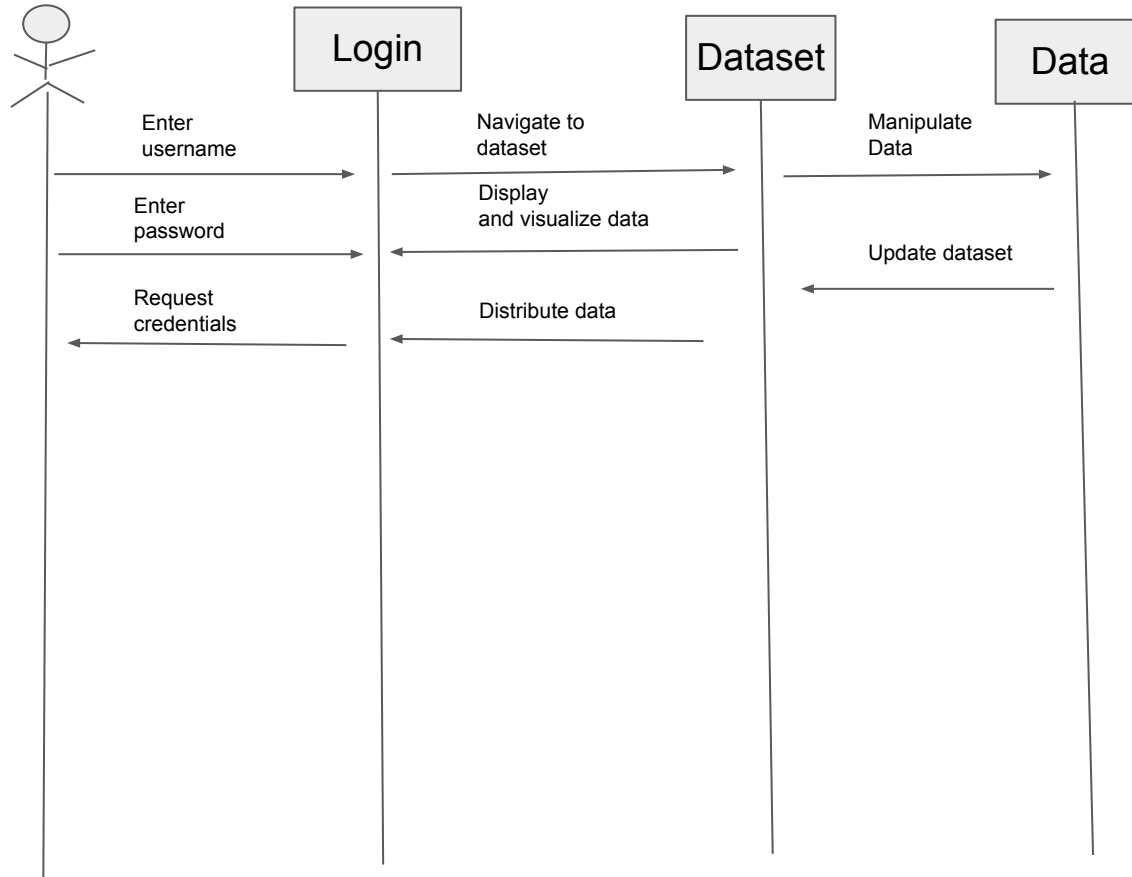 Login
Dataset
Data
Enter
username
Navigate to
dataset
Manipulate
Data
Display
and visualize data
Enter
password
Update dataset
Request
credentials
Distribute data